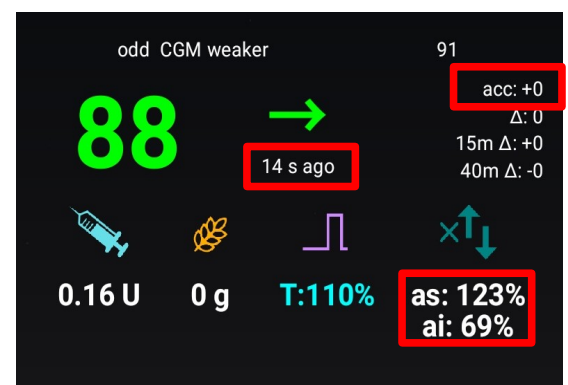 odd CGM weaker 91
88 → acc: +0
Δ: 0
15m Δ: +0
14 s ago
40m Δ: -0
0.16 U 0 g T:110% as: 123%
ai: 69%